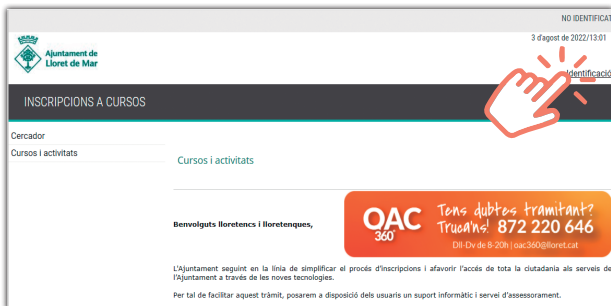 NO IDENTIFICAT
3 d'agost de 2022/13:01
Ajuntament de
Lloret de Mar
Identificació
INSCRIPCIONS A CURSOS
Cercador
Cursos i activitats
Cursos i activitats
Benvolguts lloretencs i lloretenques,
OAC
360°
Tens dubtes tramitant?
Truca'ns! 872 220 646
Dll-Dv de 8-20h | oac360@lloret.cat
L'Ajuntament seguint en la línia de simplificar el procés d'inscripcions i afavorir l'accés de tota la ciutadania als serveis de
l'Ajuntament a través de les noves tecnologies.
Per tal de facilitar aquest tràmit, posarem a disposició dels usuaris un suport informàtic i servei d'assessorament.